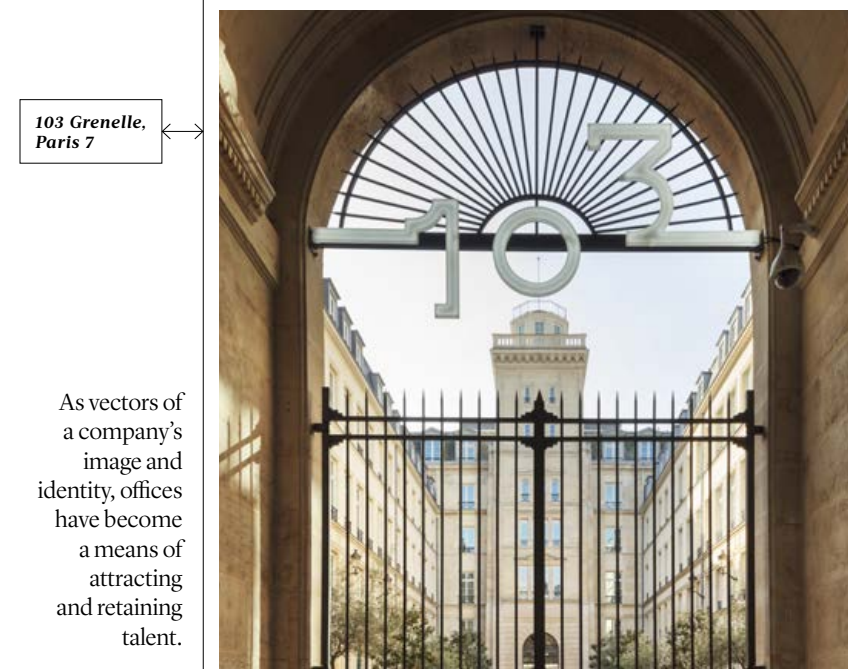 103 Grenelle,
Paris 7
103
As vectors of
a company's
image and
identity, offices
have become
a means of
attracting
and retaining
talent.